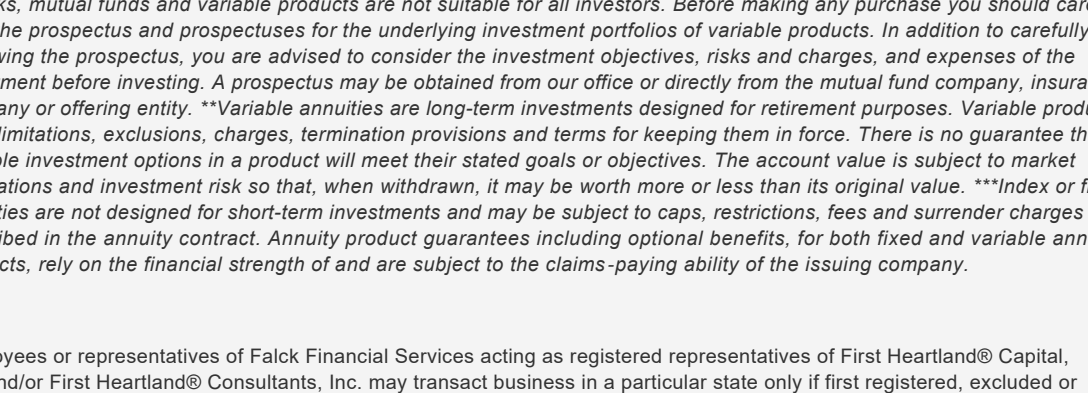 ks, mutual funds and variable products are not suitable for all investors. Before making any purchase you should care
he prospectus and prospectuses for the underlying investment portfolios of variable products. In addition to carefully
wing the prospectus, you are advised to consider the investment objectives, risks and charges, and expenses of the
ment before investing. A prospectus may be obtained from our office or directly from the mutual fund company, insura
any or offering entity. **Variable annuities are long-term investments designed for retirement purposes. Variable produ
limitations, exclusions, charges, termination provisions and terms for keeping them in force. There is no guarantee th
ble investment options in a product will meet their stated goals or objectives. The account value is subject to market
ations and investment risk so that, when withdrawn, it may be worth more or less than its original value. ***Index or fi
ties are not designed for short-term investments and may be subject to caps, restrictions, fees and surrender charges
ibed in the annuity contract. Annuity product guarantees including optional benefits, for both fixed and variable ann
cts, rely on the financial strength of and are subject to the claims-paying ability of the issuing company.
oyees or representatives of Falck Financial Services acting as registered representatives of First Heartland® Capital,
nd/or First Heartland® Consultants, Inc. may transact business in a particular state only if first registered, excluded or